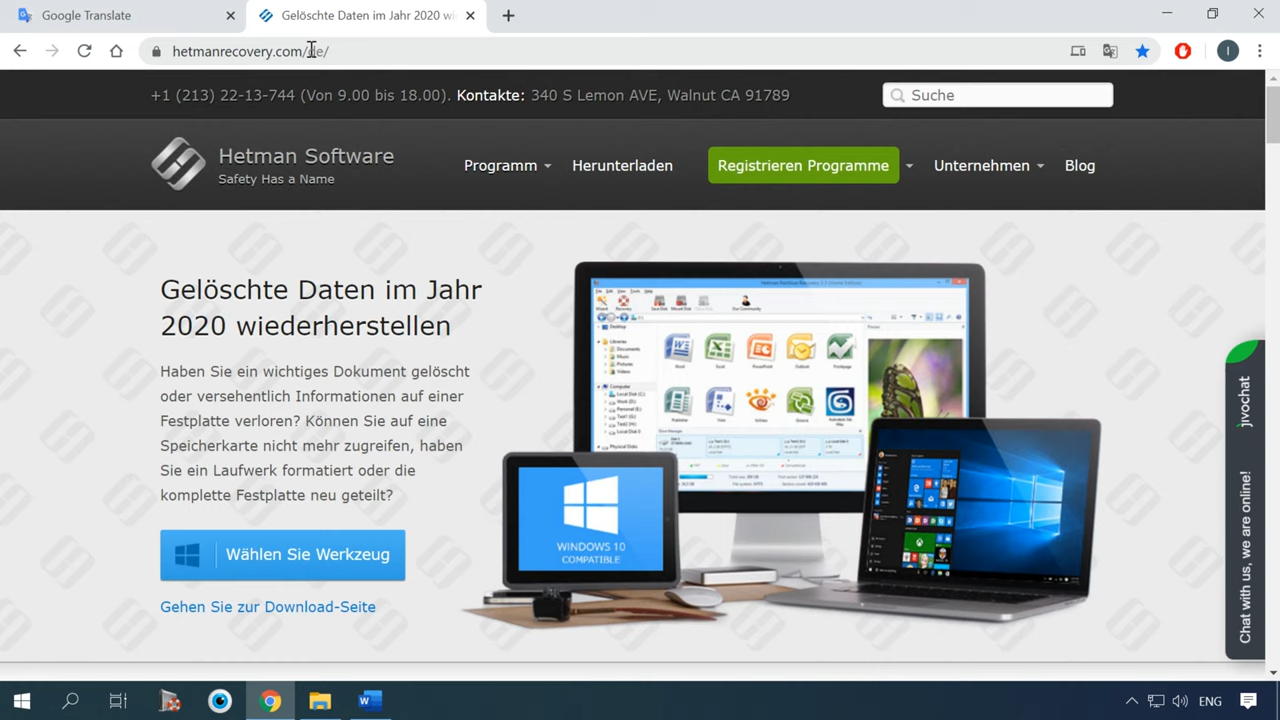 Google Translate
Gelöschte Daten im Jahr 2020 wi
hetmanrecovery.com/de/
+1 (213) 22-13-744 (Von 9.00 bis 18.00). Kontakte: 340 S Lemon AVE, Walnut CA 91789
Suche
Hetman Software
Safety Has a Name
Programm
Herunterladen
Registrieren Programme
Unternehmen
Blog
Gelöschte Daten im Jahr
2020 wiederherstellen
Haben Sie ein wichtiges Dokument gelöscht
oder versehentlich Informationen auf einer
Festplatte verloren? Können Sie auf eine
Speicherkarte nicht mehr zugreifen, haben
Sie ein Laufwerk formatiert oder die
komplette Festplatte neu geteilt?
Wählen Sie Werkzeug
Gehen Sie zur Download-Seite
WINDOWS 10
COMPATIBLE
jivochat
Chat with us, we are online!
ENG